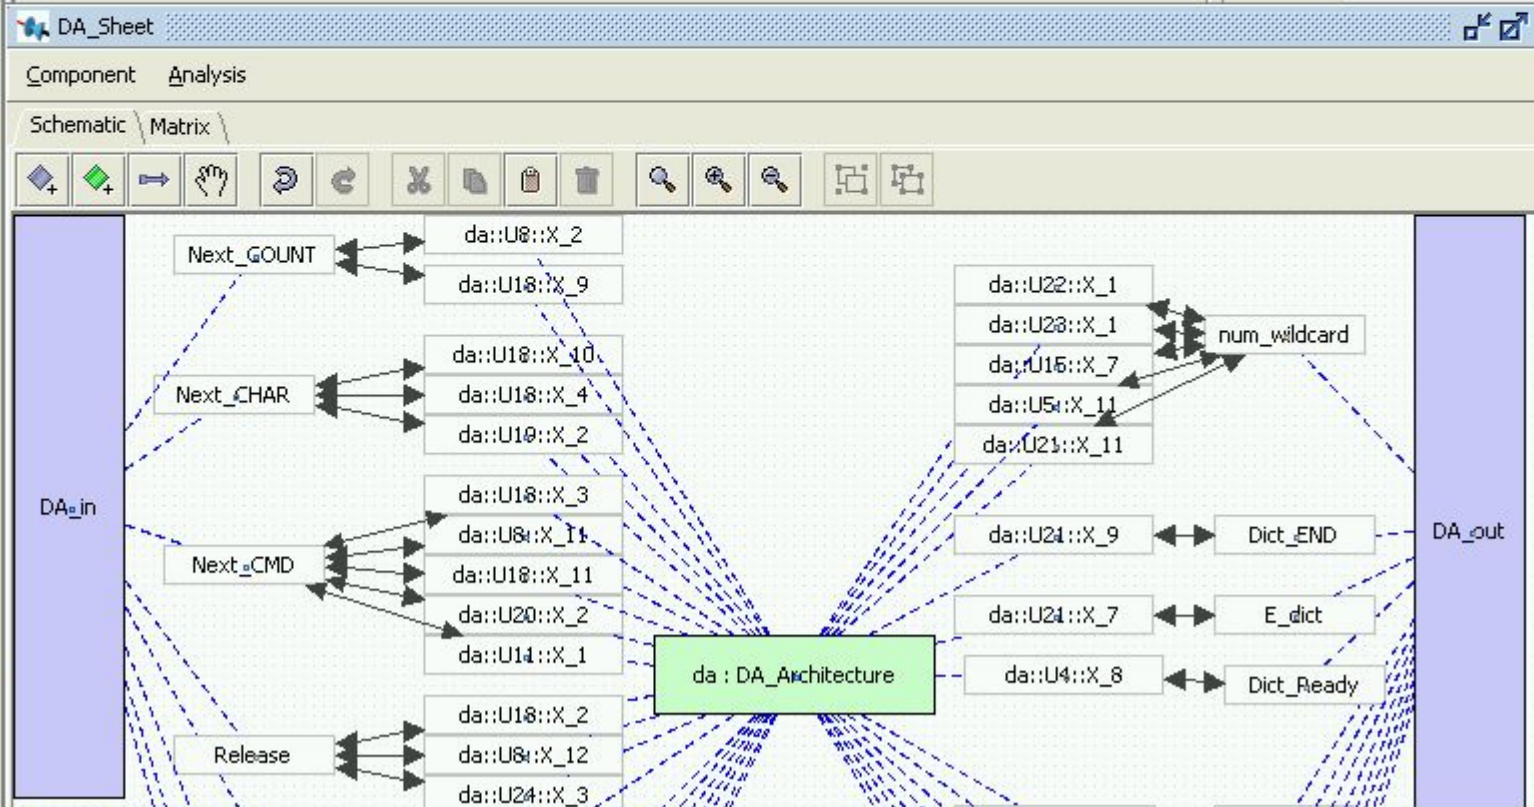 DA_Sheet
Component Analysis
Schematic Matrix
DA_in
Next_COUNT
da::U8::X_2
da::U18::X_9
Next_CHAR
da::U18::X_10
da::U18::X_4
da::U19::X_2
Next_CMD
da::U18::X_3
da::U8::X_11
da::U18::X_11
da::U20::X_2
da::U11::X_1
Release
da::U18::X_2
da::U8::X_12
da::U24::X_3
da : DA_Architecture
da::U22::X_1
da::U23::X_1
da::U15::X_7
da::U5::X_11
da::U21::X_11
num_wildcard
da::U21::X_9
Dict_END
da::U21::X_7
E_dict
da::U4::X_8
Dict_Ready
DA_out